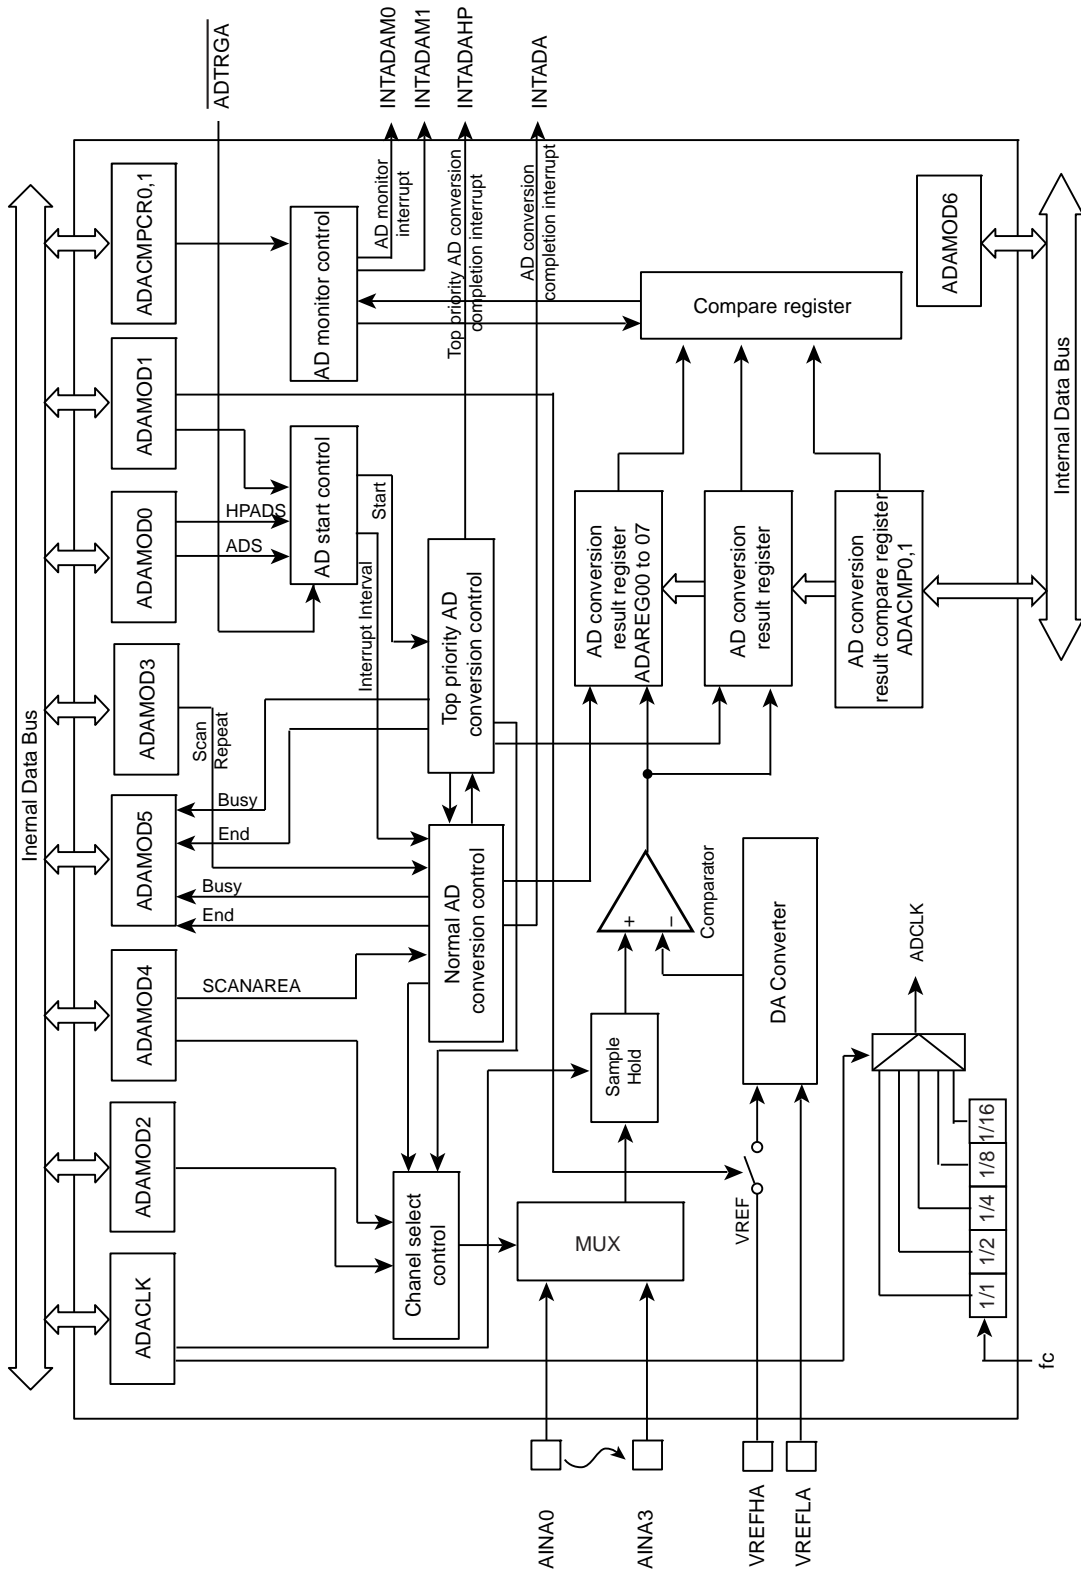 Inernal Data Bus
ADACLK
ADAMOD2
ADAMOD4
ADAMOD5
ADAMOD3
ADAMOD0
ADAMOD1
ADACMPCR0,1
SCANAREA
End
Busy
End
Busy
Scan
Repeat
ADS
HPADS
ADTRGA
Chanel select
control
Normal AD
conversion control
Top priority AD
conversion control
Interrupt Interval
Start
AD start control
AD monitor control
AD monitor
interrupt
Top priority AD conversion
completion interrupt
AD conversion
completion interrupt
INTADAM0
INTADAM1
INTADAHP
INTADA
AINA0
AINA3
MUX
Sample
Hold
+
–
Comparator
AD conversion
result register
ADAREG00 to 07
AD conversion
result register
AD conversion
result compare register
ADACMP0,1
Compare register
VREFHA
VREFLA
VREF
DA Converter
ADCLK
1/1
1/2
1/4
1/8
1/16
fc
ADAMOD6
Internal Data Bus